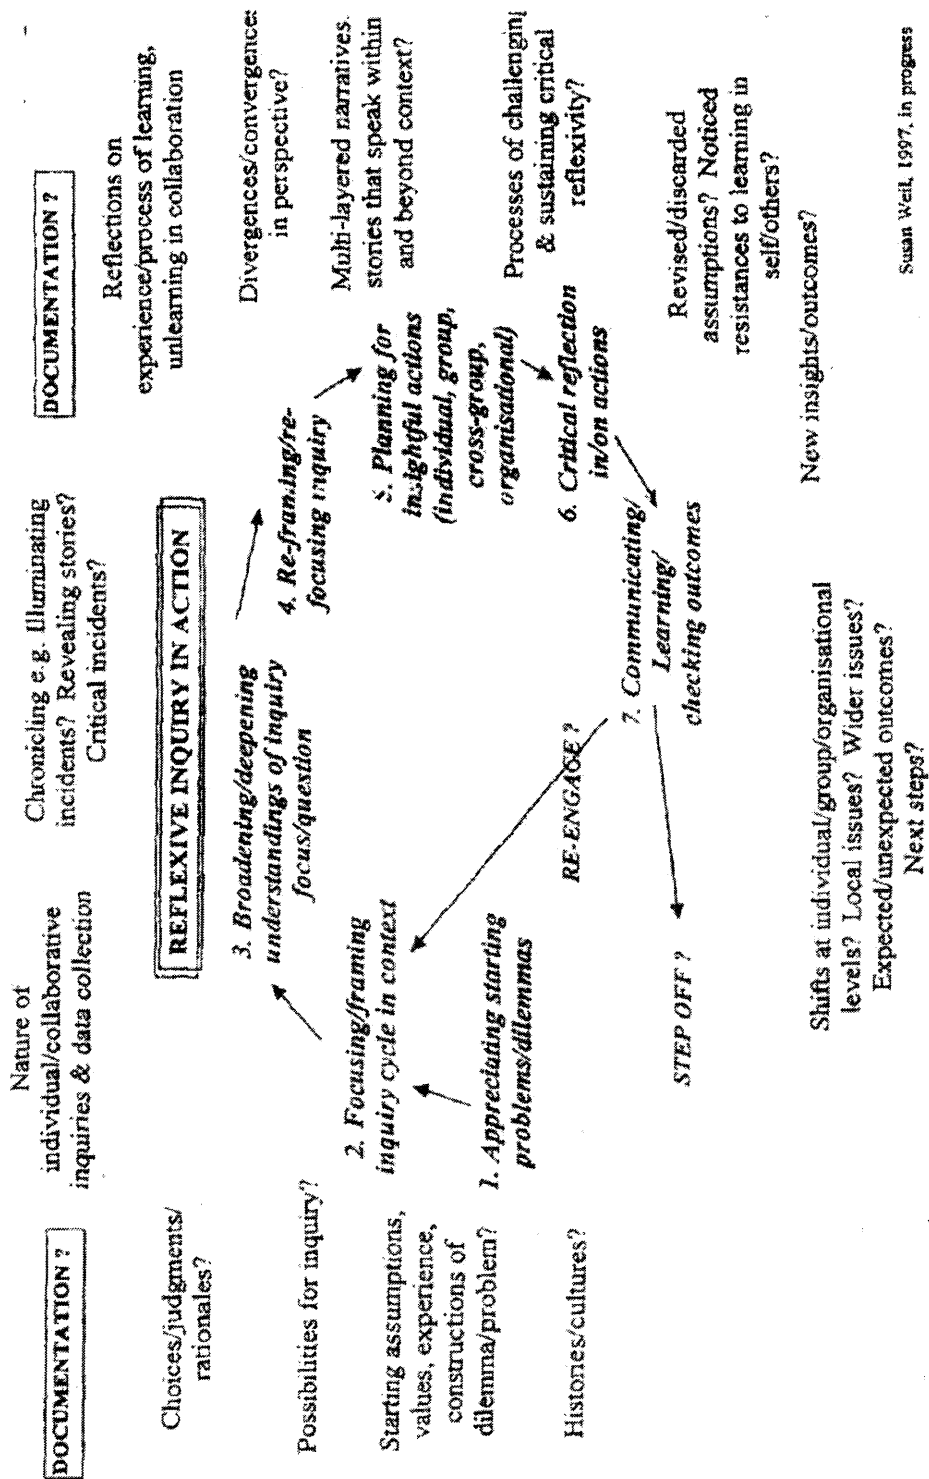 DOCUMENTATION ?
Choices/judgments/
rationales?
Possibilities for inquiry?
Starting assumptions,
values, experience,
constructions of
dilemma/problem?
Histories/cultures?
Nature of
individual/collaborative
inquiries & data collection
Chronicling e.g. Illuminating
incidents? Revealing stories?
Critical incidents?
REFLEXIVE INQUIRY IN ACTION
1. Appreciating starting
problems/dilemmas
2. Focusing/framing
inquiry cycle in context
3. Broadening/deepening
understandings of inquiry
focus/question
4. Re-framing/re-
focusing inquiry
5. Planning for
insightful actions
(individual, group,
cross-group,
organisational)
6. Critical reflection
in/on actions
7. Communicating/
Learning/
checking outcomes
RE-ENGAGE ?
STEP OFF ?
DOCUMENTATION ?
Reflections on
experience/process of learning,
unlearning in collaboration
Divergences/convergences
in perspective?
Multi-layered narratives.
stories that speak within
and beyond context?
Processes of challenging
& sustaining critical
reflexivity?
Revised/discarded
assumptions? Noticed
resistances to learning in
self/others?
New insights/outcomes?
Shifts at individual/group/organisational
levels? Local issues? Wider issues?
Expected/unexpected outcomes?
Next steps?
Susan Weil, 1997, in progress